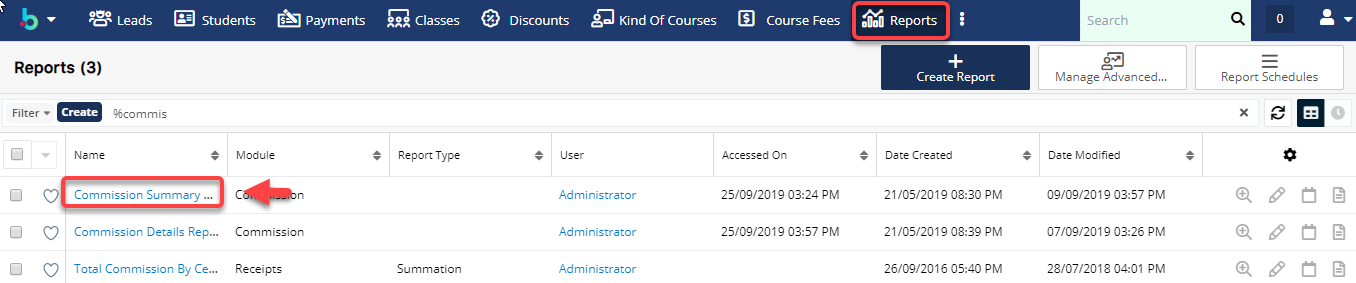 Leads Students Payments Classes Discounts Kind Of Courses Course Fees Reports Search 0
Reports (3) Create Report Manage Advanced... Report Schedules
Filter Create %commis
Name Module Report Type User Accessed On Date Created Date Modified
Commission Summary ... Commission Administrator 25/09/2019 03:24 PM 21/05/2019 08:30 PM 09/09/2019 03:57 PM
Commission Details Rep... Commission Administrator 25/09/2019 03:57 PM 21/05/2019 08:39 PM 07/09/2019 03:26 PM
Total Commission By Ce... Receipts Summation Administrator 26/09/2016 05:40 PM 28/07/2018 04:01 PM